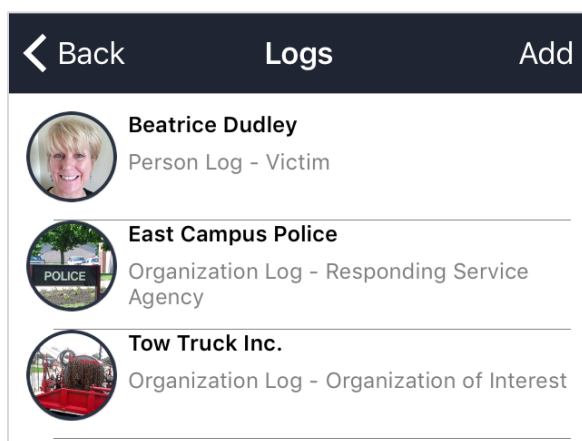 Back
Logs
Add
Beatrice Dudley
Person Log - Victim
East Campus Police
POLICE
Organization Log - Responding Service
Agency
Tow Truck Inc.
Organization Log - Organization of Interest